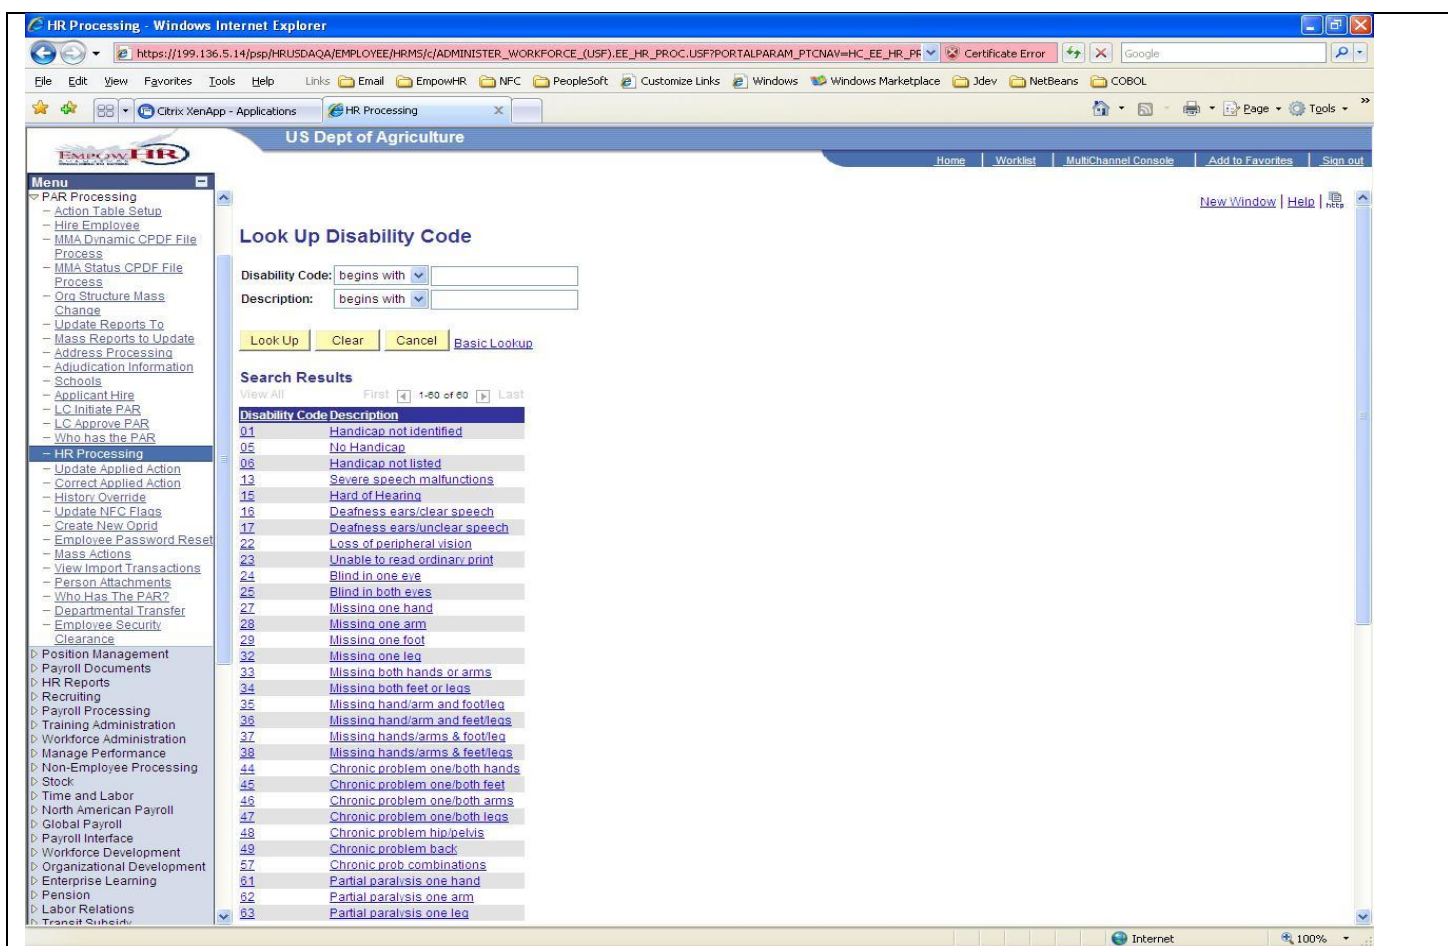 HR Processing - Windows Internet Explorer
https://199.136.5.14/psp/HRUSDAQA/EMPLOYEE/HRMS/c/ADMINISTER_WORKFORCE_(USF).EE_HR_PROC.USF?PORTALPARAM_PTCNAV=HC_EE_HR_PF Certificate Error Google
File Edit View Favorites Tools Help Links Email EmpowHR NFC PeopleSoft Customize Links Windows Windows Marketplace Jdev NetBeans COBOL
Citrix XenApp - Applications HR Processing Page Tools
US Dept of Agriculture
EMPOWHR
Home Worklist MultiChannel Console Add to Favorites Sign out
Menu
PAR Processing
Action Table Setup
Hire Employee
MMA Dynamic CPDF File
Process
MMA Status CPDF File
Process
Org Structure Mass
Change
Update Reports To
Mass Reports to Update
Address Processing
Adjudication Information
Schools
Applicant Hire
LC Initiate PAR
LC Approve PAR
Who has the PAR
HR Processing
Update Applied Action
Correct Applied Action
History Override
Update NFC Flags
Create New Oprid
Employee Password Reset
Mass Actions
View Import Transactions
Person Attachments
Who Has The PAR?
Departmental Transfer
Employee Security
Clearance
Position Management
Payroll Documents
HR Reports
Recruiting
Payroll Processing
Training Administration
Workforce Administration
Manage Performance
Non-Employee Processing
Stock
Time and Labor
North American Payroll
Global Payroll
Payroll Interface
Workforce Development
Organizational Development
Enterprise Learning
Pension
Labor Relations
Transit Subsidy
New Window | Help | http
Look Up Disability Code
Disability Code: begins with
Description: begins with
Look Up Clear Cancel Basic Lookup
Search Results
View All First 1-60 of 60 Last
Disability Code Description
01 Handicap not identified
05 No Handicap
06 Handicap not listed
13 Severe speech malfunctions
15 Hard of Hearing
16 Deafness ears/clear speech
17 Deafness ears/unclear speech
22 Loss of peripheral vision
23 Unable to read ordinary print
24 Blind in one eye
25 Blind in both eyes
27 Missing one hand
28 Missing one arm
29 Missing one foot
32 Missing one leg
33 Missing both hands or arms
34 Missing both feet or legs
35 Missing hand/arm and foot/leg
36 Missing hand/arm and feet/legs
37 Missing hands/arms & foot/leg
38 Missing hands/arms & feet/legs
44 Chronic problem one/both hands
45 Chronic problem one/both feet
46 Chronic problem one/both arms
47 Chronic problem one/both legs
48 Chronic problem hip/pelvis
49 Chronic problem back
57 Chronic prob combinations
61 Partial paralysis one hand
62 Partial paralysis one arm
63 Partial paralysis one leg
Internet 100%